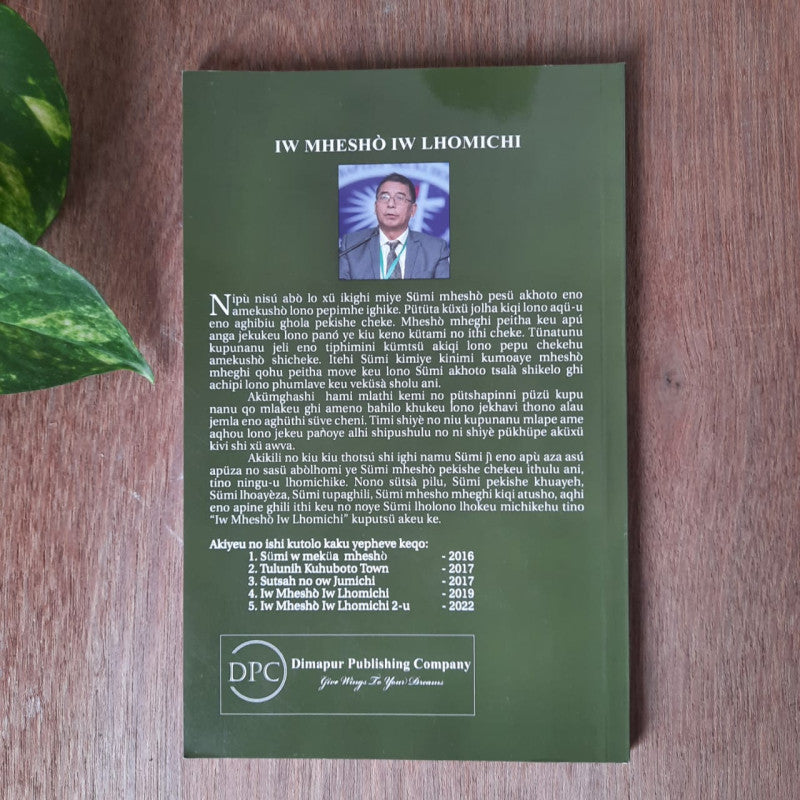 IW MHESHÒ IW LHOMICHI
Nipù nisú abò lo xü ikighi miye Sümi mheshò pesü akhoto eno
amekushò lono pepimhe ighike. Pütüta küxü jolha kiqi lono aqü-u
eno aghibiu ghola pekishe cheke. Mheshò mheghi peitha keu apú
anga jekukeu lono panó ye kiu keno kütami no ithi cheke. Tünatunu
kupunanu jeli eno tiphimini kümtsü akiqi lono pepu chekehu
amekushò shicheke. Itehi Sümi kimiye kinimi kumoaye mheshò
mheghi qohu peitha move keu lono Sümi akhoto tsalà shikelo ghi
achipi lono phumlave keu veküsà sholu ani.
Akümghashi hami mlathi kemi no pütshapinni püzü kupu
nanu qo mlakeu ghi ameno bahilo khukeu lono jekhavi thono alau
jemla eno aghüthi süve cheni. Timi shiyè no niu kupunanu mlape ame
aqhou lono jekeu pañoye alhi shipushulu no ni shiyè pükhüpe aküxü
kivi shi xü awva.
Akikili no kiu kiu thotsú shi ighi namu Sümi jì eno apù aza asú
apüza no sasü abòlhomi ye Sümi mheshò pekishe chekeu ithulu ani,
tino ningu-u lhomichike. Nono sütsà pilu, Sümi pekishe khuayeh,
Sümi lhoayèza, Sümi tupaghili, Sümi mhesho mheghi kiqi atusho, aqhi
eno apine ghili ithi keu no noye Sümi lholono lhokeu michikehu tino
“Iw Mheshò Iw Lhomichi” kuputsü akeu ke.
Akiyeu no ishi kutolo kaku yepheve keqo:
1. Sümi w meküa mheshò - 2016
2. Tulunih Kuhuboto Town - 2017
3. Sutsah no ow Jumichi - 2017
4. Iw Mheshò Iw Lhomichi - 2019
5. Iw Mheshò Iw Lhomichi 2-u - 2022
DPC
Dimapur Publishing Company
Give Wings To Your Dreams